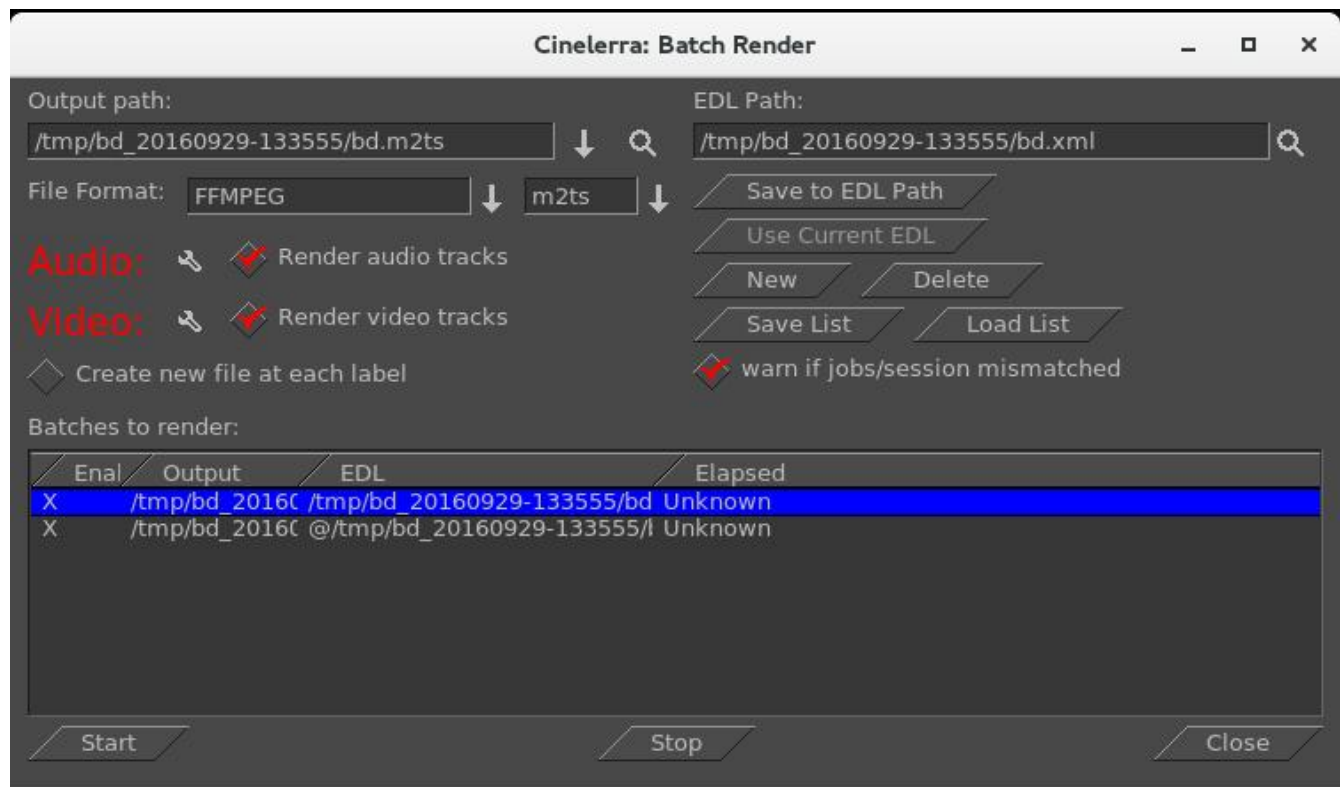 Cinelerra: Batch Render
Output path:
/tmp/bd_20160929-133555/bd.m2ts
EDL Path:
/tmp/bd_20160929-133555/bd.xml
File Format:
FFMPEG
m2ts
Save to EDL Path
Use Current EDL
Audio:
Render audio tracks
New
Delete
Video:
Render video tracks
Save List
Load List
Create new file at each label
warn if jobs/session mismatched
Batches to render:
Enal Output EDL Elapsed
X /tmp/bd_2016 /tmp/bd_20160929-133555/bd Unknown
X /tmp/bd_2016 @/tmp/bd_20160929-133555/ Unknown
Start
Stop
Close